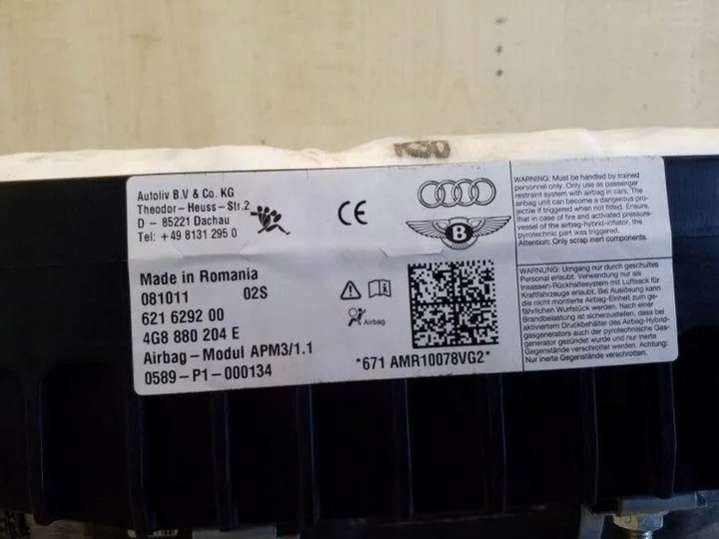 Autoliv B.V & Co. KG
Theodor-Heuss-Str.2
D - 85221 Dachau
Tel: +49 8131 295 0
CE
B
WARNING: Must be handled by trained
personnel only. Only use as passenger
restraint system with airbag in cars. The
airbag unit can become a dangerous pro-
jectile if triggered when not fitted. Ensure,
that in case of fire and activated pressure-
vessel of the airbag-hybrid-inflator, the
pyrotechnic part was triggered.
Attention: Only scrap inert components.
Made in Romania
081011 02S
621 6292 00
4G8 880 204 E
Airbag-Modul APM3/1.1
0589-P1-000134
Airbag
*671 AMR10078VG2*
WARNUNG: Umgang nur durch geschultes
Personal erlaubt. Verwendung nur als
Insassen-Rückhaltesystem mit Luftsack für
Kraftfahrzeuge erlaubt. Bei Auslösung kann
die nicht montierte Airbag-Einheit zum ge-
fährlichen Wurfstück werden. Nach einer
Brandbelastung ist sicherzustellen, dass bei
aktiviertem Druckbehälter des Airbag-Hybrid-
gasgenerators auch der pyrotechnische Gas-
generator gezündet wurde und nur inerte
Gegenstände verschrottet werden. Achtung:
Nur inerte Gegenstände verschrotten.